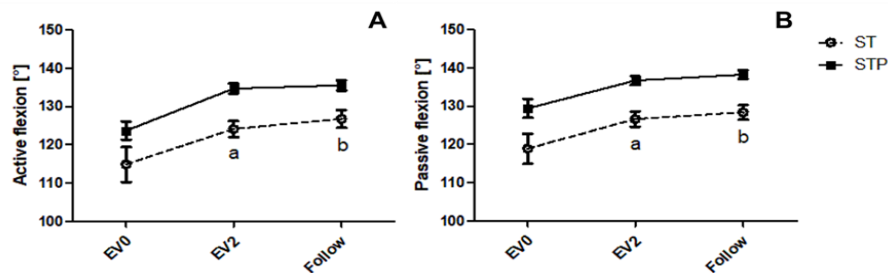 A
Active flexion [°]
150
140
130
120
110
100
a
b
EV0
EV2
Follow
B
Passive flexion [°]
150
140
130
120
110
100
a
b
EV0
EV2
Follow
ST
STP